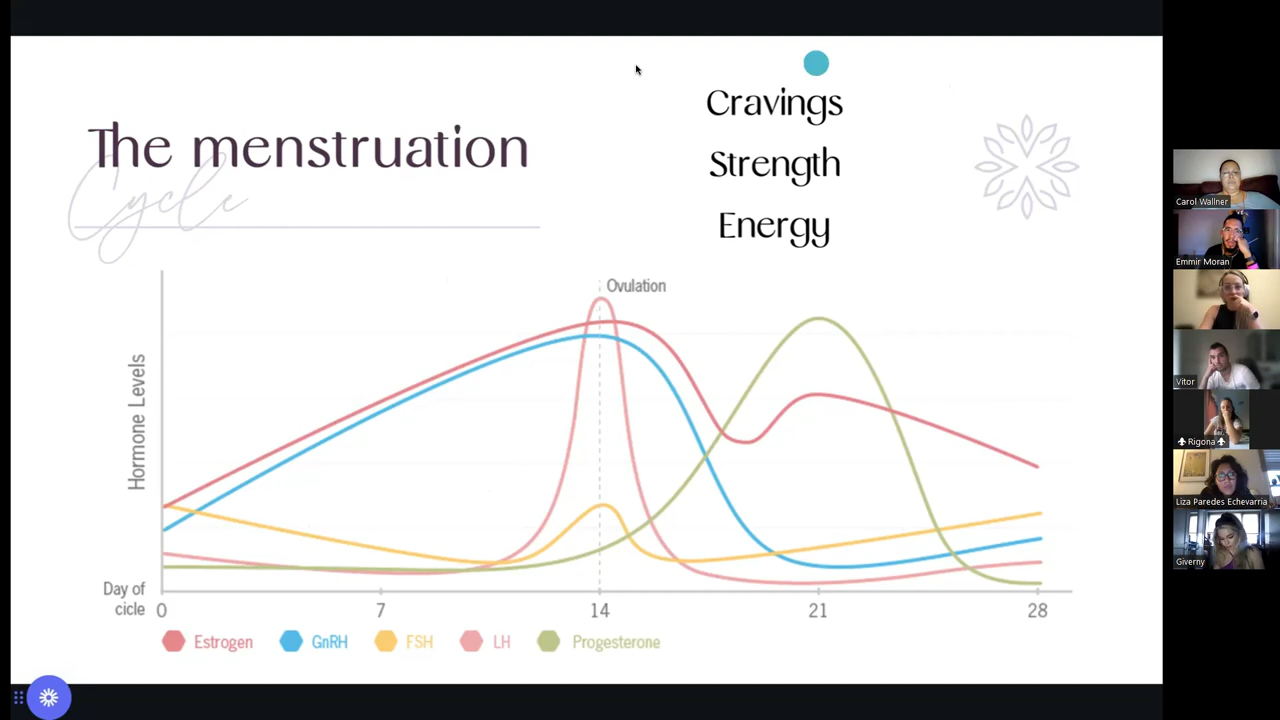 Cravings
The menstruation
Cycle
Strength
Energy
Ovulation
Hormone Levels
Day of
cicle
0 7 14 21 28
Estrogen GnRH FSH LH Progesterone
Carol Wallner
Emmir Moran
Vitor
Rigona
Liza Paredes Echevarria
Giverny